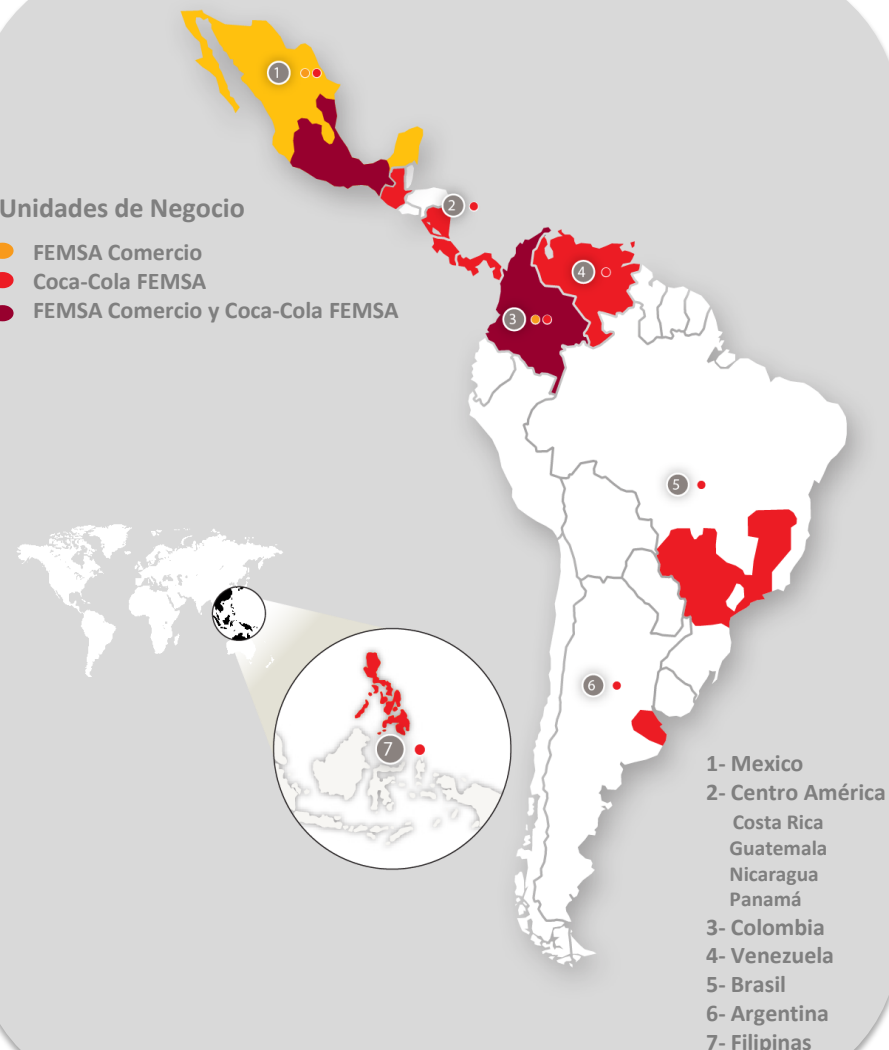 1
2
Unidades de Negocio
FEMSA Comercio
Coca-Cola FEMSA
FEMSA Comercio y Coca-Cola FEMSA
4
3
5
6
7
1- Mexico
2- Centro América
Costa Rica
Guatemala
Nicaragua
Panamá
3- Colombia
4- Venezuela
5- Brasil
6- Argentina
7- Filipinas